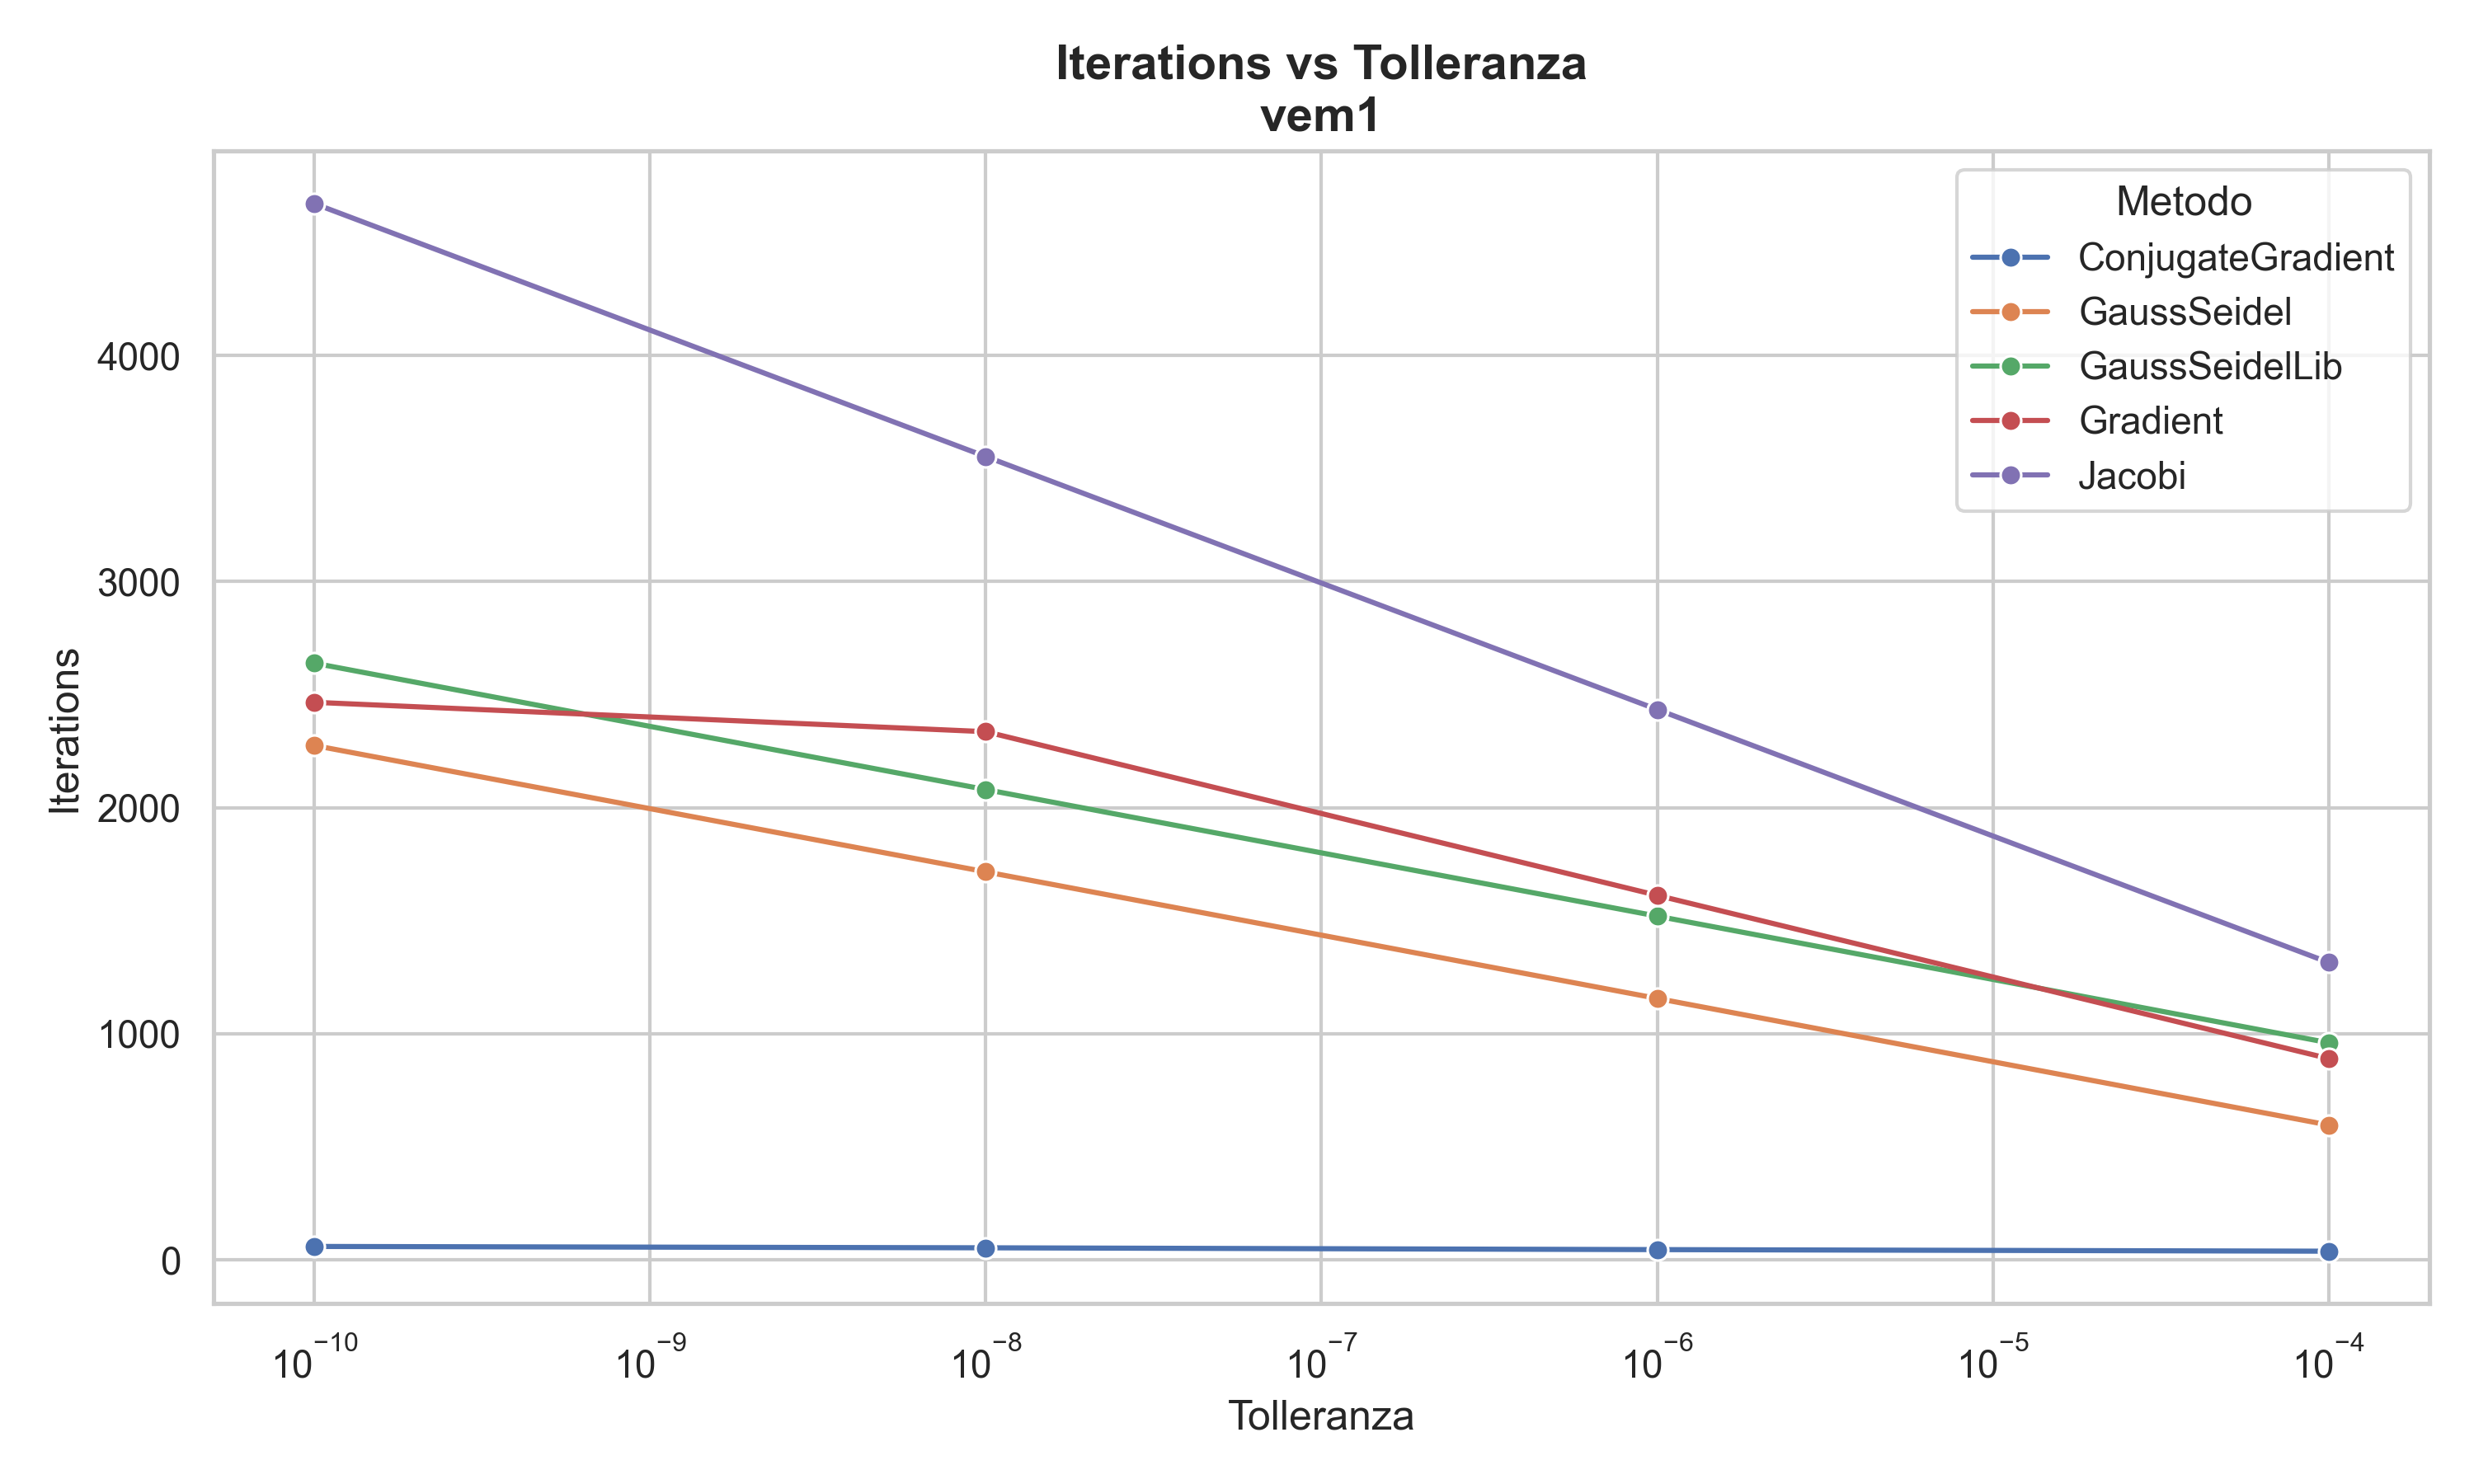 Iterations vs Tolleranza
vem1
Metodo
ConjugateGradient
GaussSeidel
GaussSeidelLib
Gradient
Jacobi
Iterations
4000
3000
2000
1000
0
10⁻¹⁰ 10⁻⁹ 10⁻⁸ 10⁻⁷ 10⁻⁶ 10⁻⁵ 10⁻⁴
Tolleranza